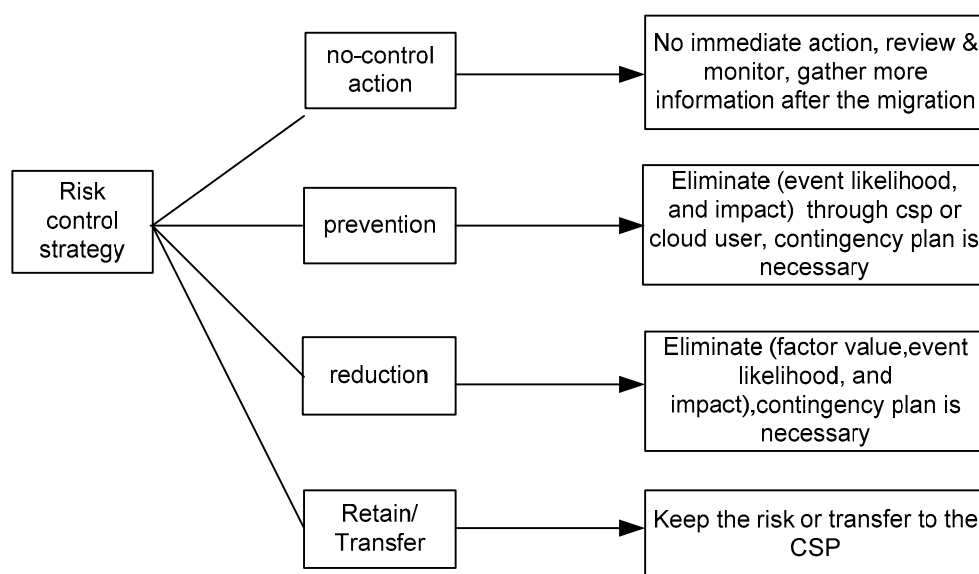 Risk
control
strategy
no-control
action
No immediate action, review &
monitor, gather more
information after the migration
prevention
Eliminate (event likelihood,
and impact) through csp or
cloud user, contingency plan is
necessary
reduction
Eliminate (factor value,event
likelihood, and
impact),contingency plan is
necessary
Retain/
Transfer
Keep the risk or transfer to the
CSP